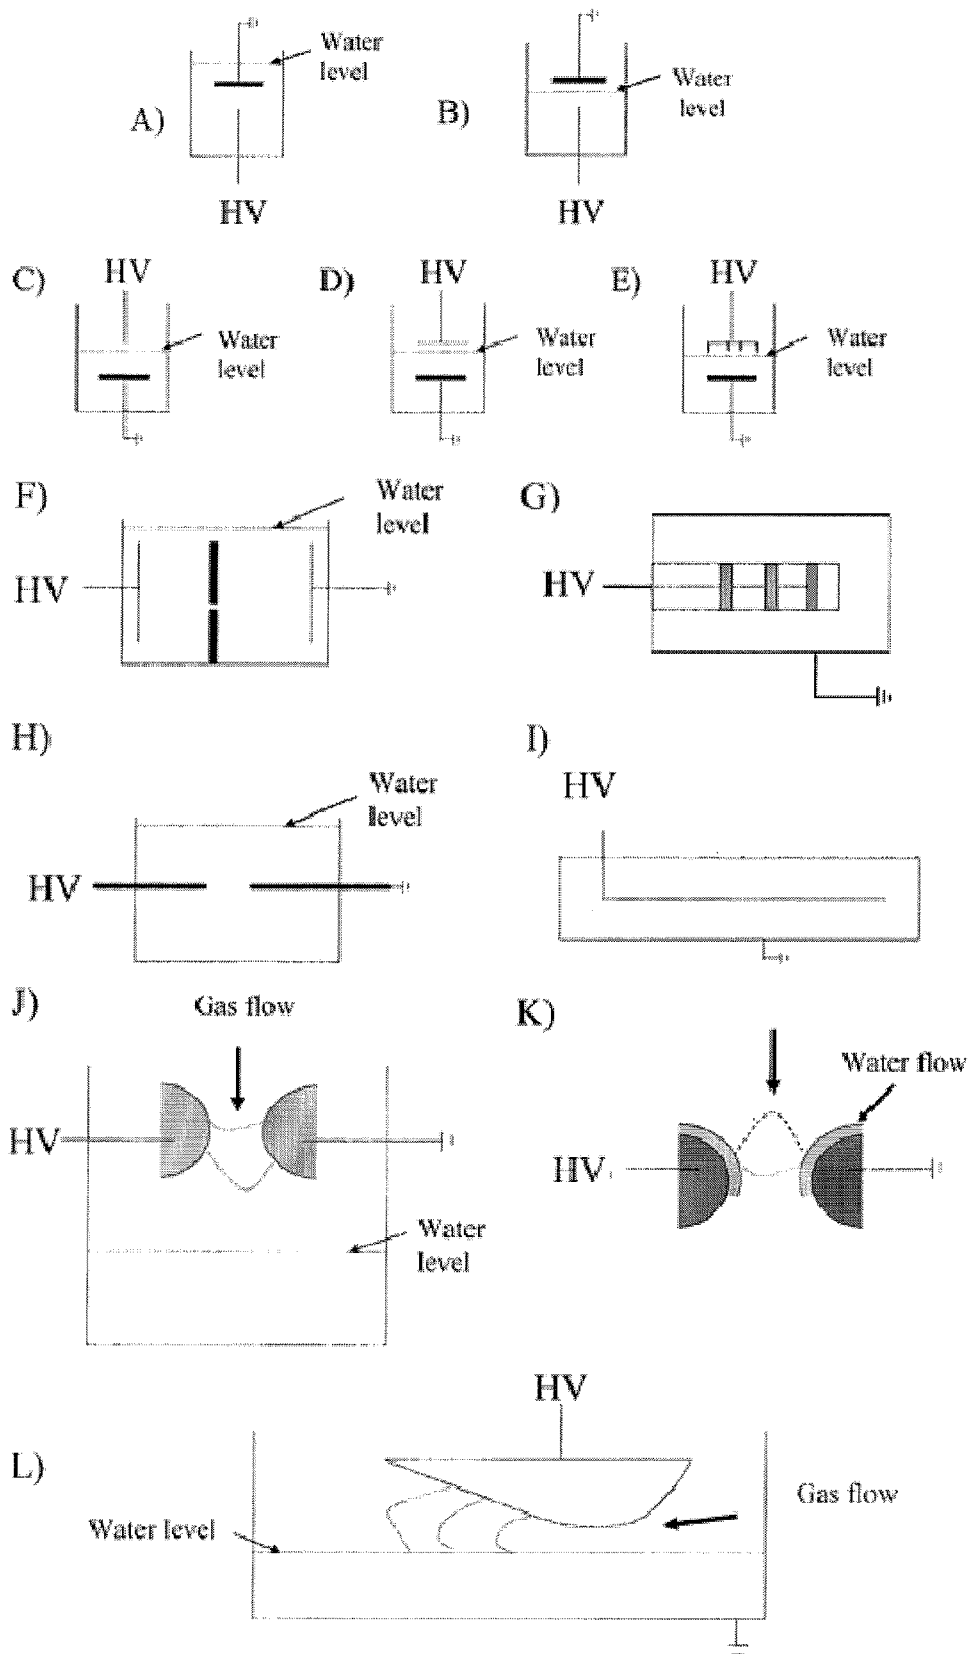 Water
level
A)
HV
B)
Water
level
HV
C)
HV
Water
level
D)
HV
Water
level
E)
HV
Water
level
F)
Water
level
HV
G)
HV
H)
Water
level
HV
I)
HV
J)
Gas flow
HV
Water
level
K)
Water flow
HV
L)
HV
Gas flow
Water level